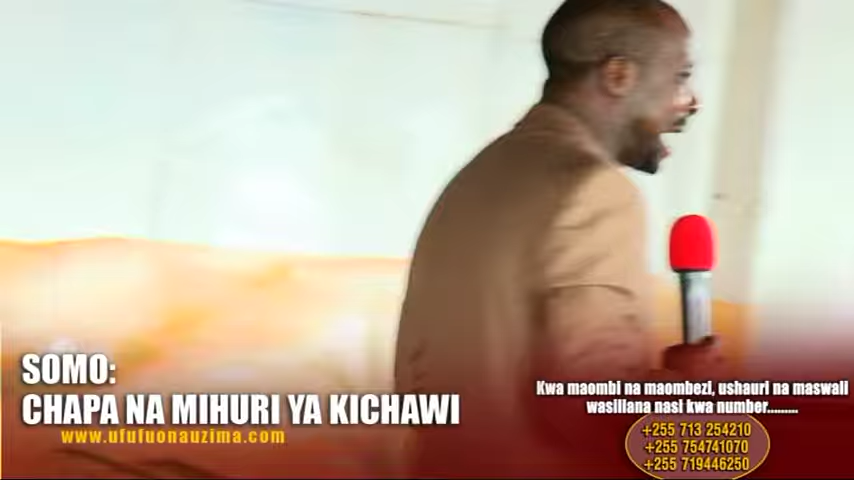 SOMO:
CHAPA NA MIHURI YA KICHAWI
www.ufufuonauzima.com
Kwa maombi na maombezi, ushauri na maswali
wasiliana nasi kwa number.........
+255 713 254210
+255 754741070
+255 719446250